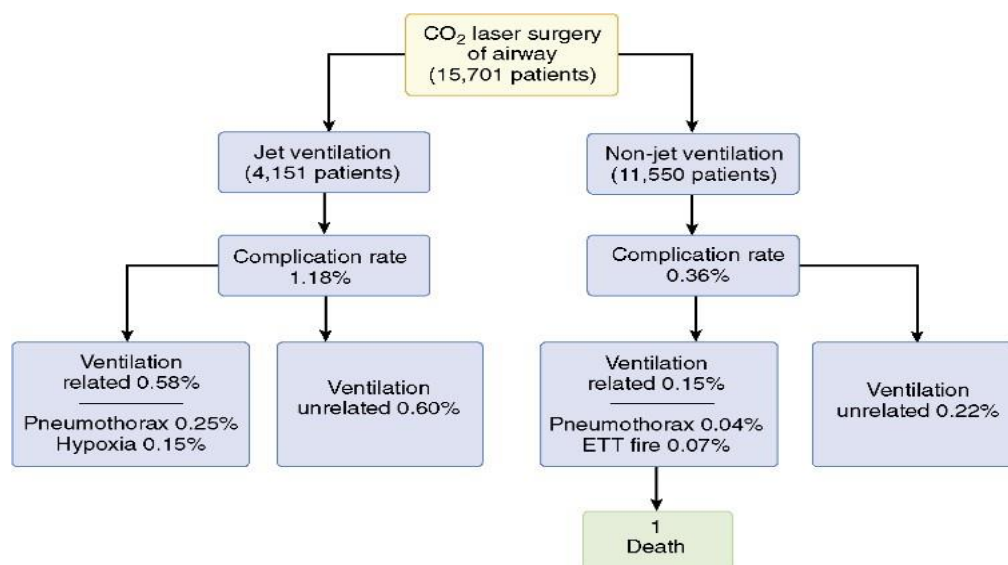 CO₂ laser surgery
of airway
(15,701 patients)
Jet ventilation
(4,151 patients)
Non-jet ventilation
(11,550 patients)
Complication rate
1.18%
Complication rate
0.36%
Ventilation
related 0.58%
Pneumothorax 0.25%
Hypoxia 0.15%
Ventilation
unrelated 0.60%
Ventilation
related 0.15%
Pneumothorax 0.04%
ETT fire 0.07%
Ventilation
unrelated 0.22%
1
Death